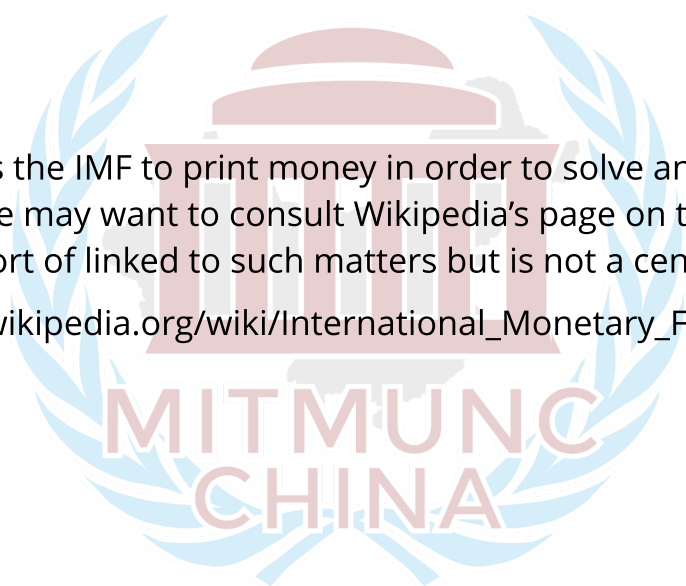 s the IMF to print money in order to solve an
e may want to consult Wikipedia’s page on t
ort of linked to such matters but is not a cen
wikipedia.org/wiki/International_Monetary_F
MITMUNC
CHINA